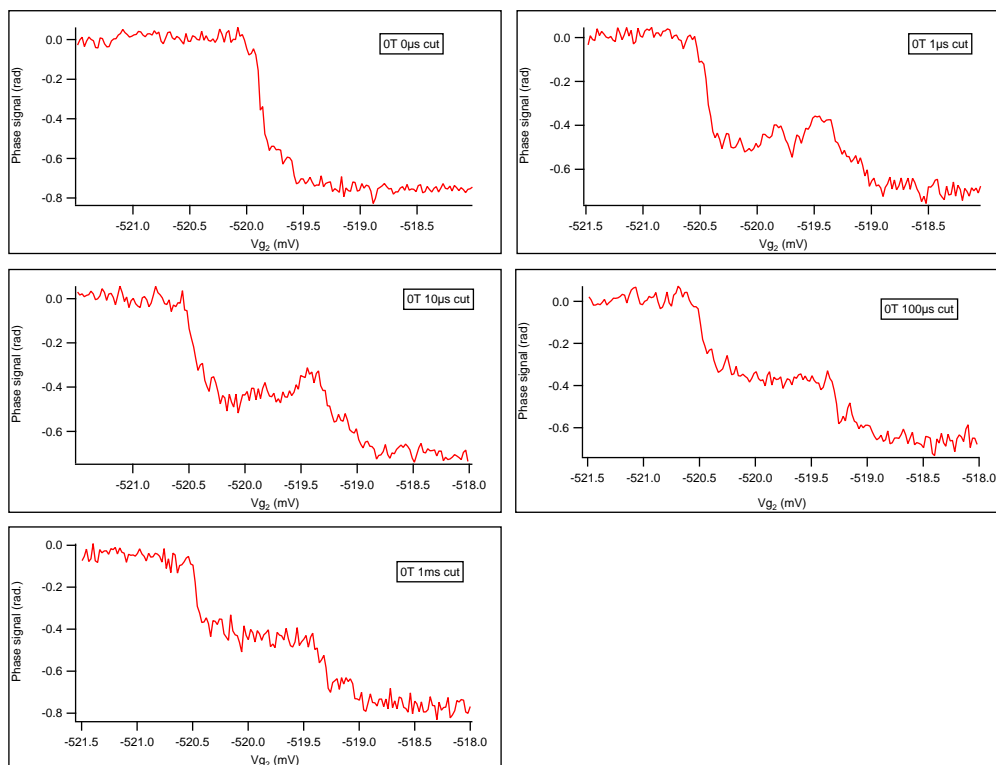 0.0
-0.2
-0.4
-0.6
-0.8
Phase signal (rad)
0T 0µs cut
-521.0 -520.5 -520.0 -519.5 -519.0 -518.5
Vg2 (mV)
0.0
-0.2
-0.4
-0.6
Phase signal (rad)
0T 1µs cut
-521.5 -521.0 -520.5 -520.0 -519.5 -519.0 -518.5
Vg2 (mV)
0.0
-0.2
-0.4
-0.6
Phase signal (rad)
0T 10µs cut
-521.0 -520.5 -520.0 -519.5 -519.0 -518.5 -518.0
Vg2 (mV)
0.0
-0.2
-0.4
-0.6
Phase signal (rad)
0T 100µs cut
-521.5 -521.0 -520.5 -520.0 -519.5 -519.0 -518.5 -518.0
Vg2 (mV)
0.0
-0.2
-0.4
-0.6
-0.8
Phase signal (rad.)
0T 1ms cut
-521.5 -521.0 -520.5 -520.0 -519.5 -519.0 -518.5 -518.0
Vg2 (mV)